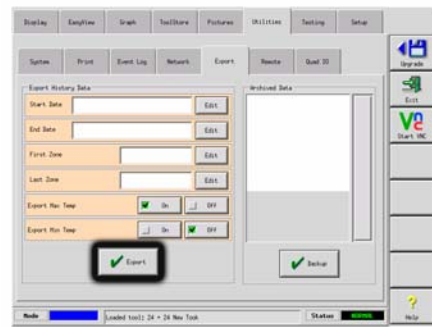 Display EasyView Graph ToolStore Pictures Utilities Testing Setup
System Print Event Log Network Export Remote Quad IO
Export History Data
Archived Data
Start Date Edit
End Date Edit
First Zone Edit
Last Zone Edit
Export Max Temp On Off
Export Min Temp On Off
Export
Backup
Upgrade
Exit
Start VNC
Help
Mode Loaded tool: 24 + 24 New Tool Status NORMAL